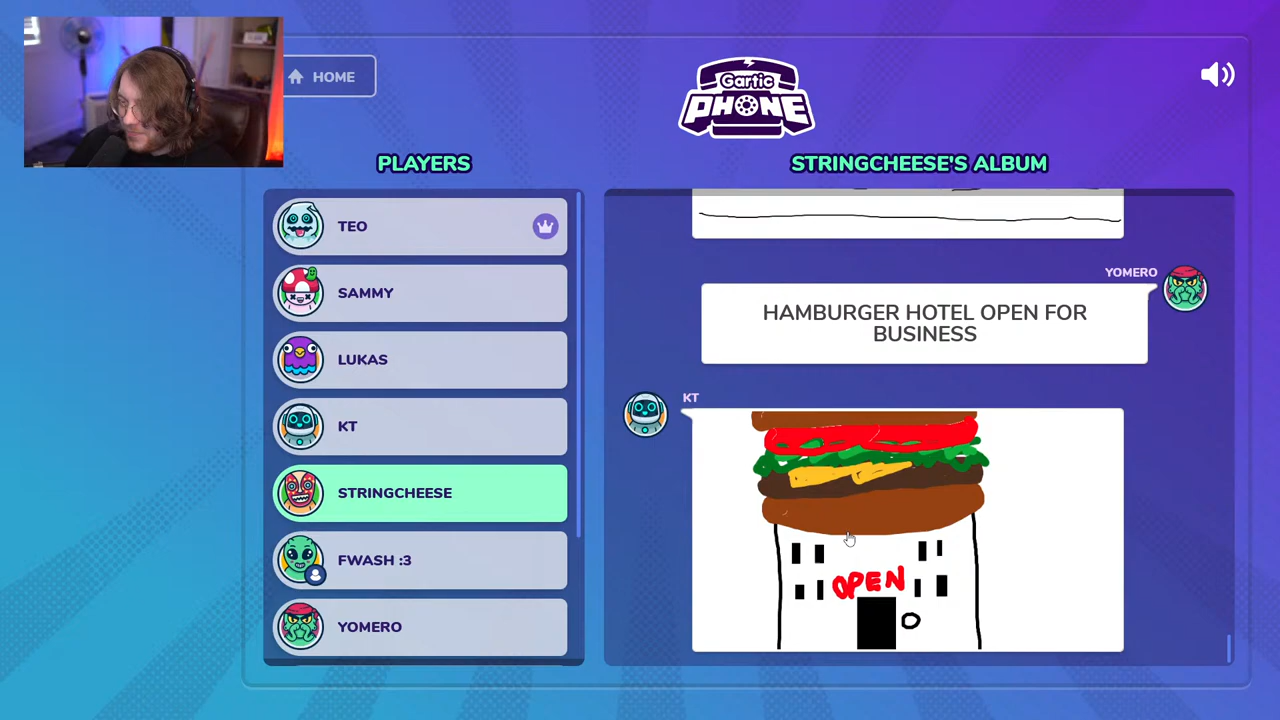 HOME
Gartic
PHONE
PLAYERS
STRINGCHEESE'S ALBUM
TEO
SAMMY
LUKAS
KT
STRINGCHEESE
FWASH :3
YOMERO
YOMERO
HAMBURGER HOTEL OPEN FOR
BUSINESS
KT
OPEN